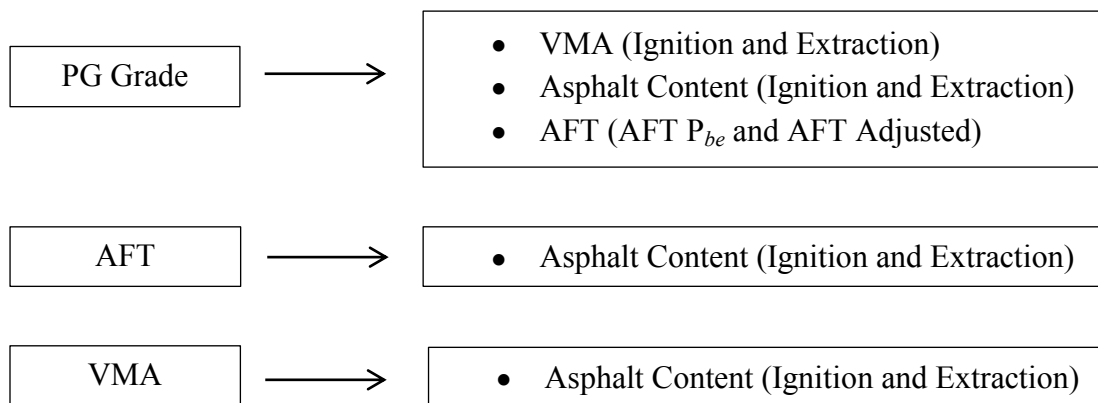 PG Grade
• VMA (Ignition and Extraction)
• Asphalt Content (Ignition and Extraction)
• AFT (AFT Pbe and AFT Adjusted)
AFT
• Asphalt Content (Ignition and Extraction)
VMA
• Asphalt Content (Ignition and Extraction)